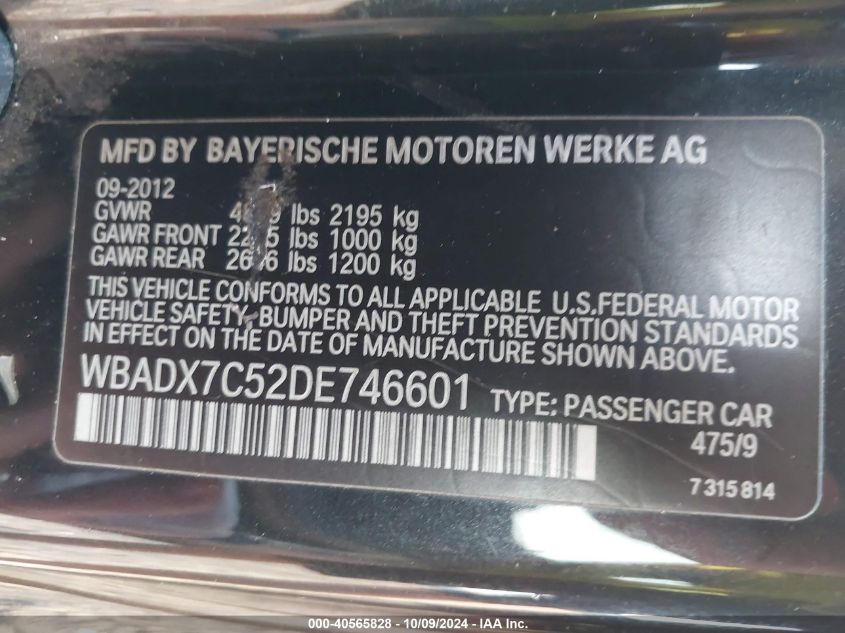 MFD BY BAYERISCHE MOTOREN WERKE AG
09-2012
GVWR lbs 2195 kg
GAWR FRONT lbs 1000 kg
GAWR REAR lbs 1200 kg
THIS VEHICLE CONFORMS TO ALL APPLICABLE U.S.FEDERAL MOTOR
VEHICLE SAFETY, BUMPER AND THEFT PREVENTION STANDARDS
IN EFFECT ON THE DATE OF MANUFACTURE SHOWN ABOVE.
WBADX7C52DE746601 TYPE: PASSENGER CAR
475/9
7 315 814
000-40565828 - 10/09/2024 - IAA Inc.